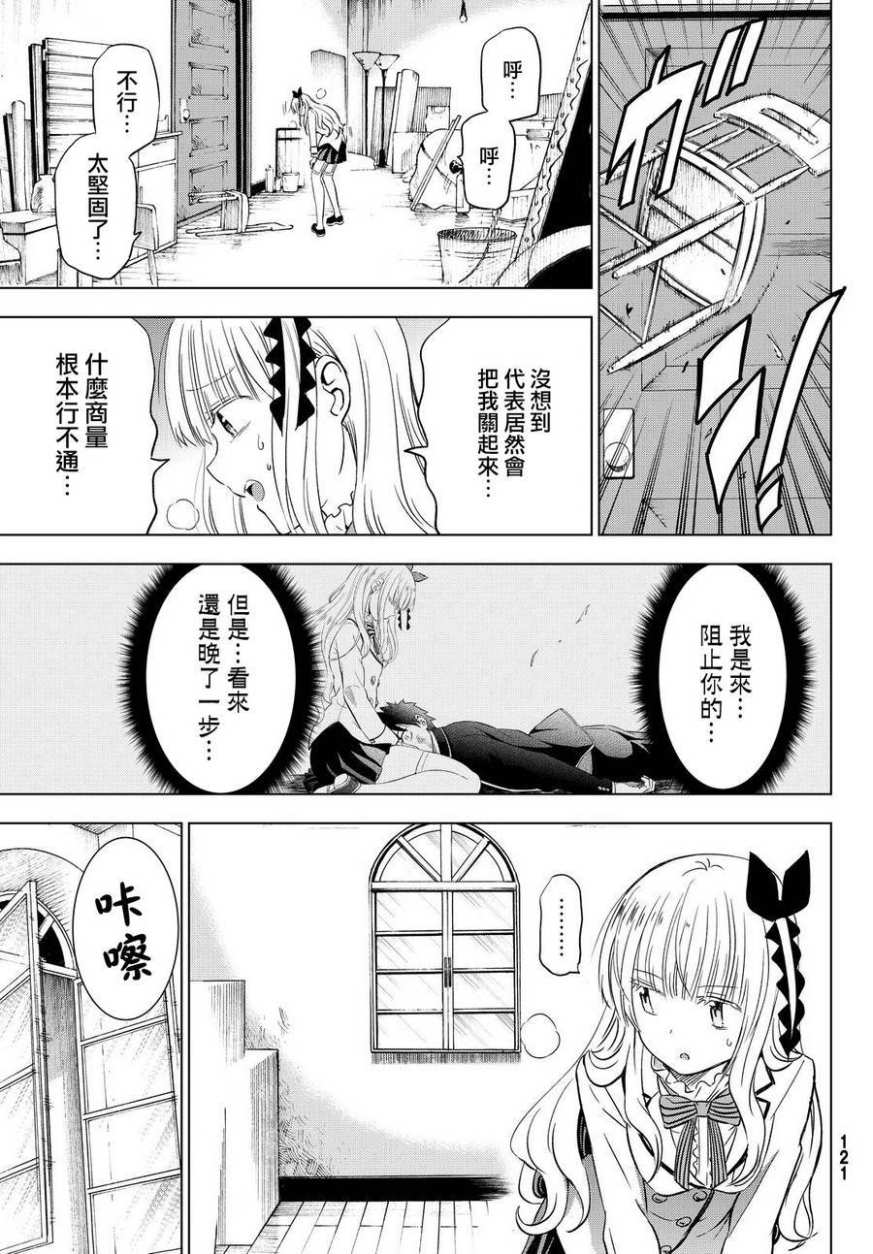 ガガッ
呼…
呼…
不行…
太堅固了…
沒想到
代表居然會
把我關起來…
什麼商量
根本行不通…
我是來…
阻止你的…
但是…看來
還是晚了一步…
………
咔嚓
121